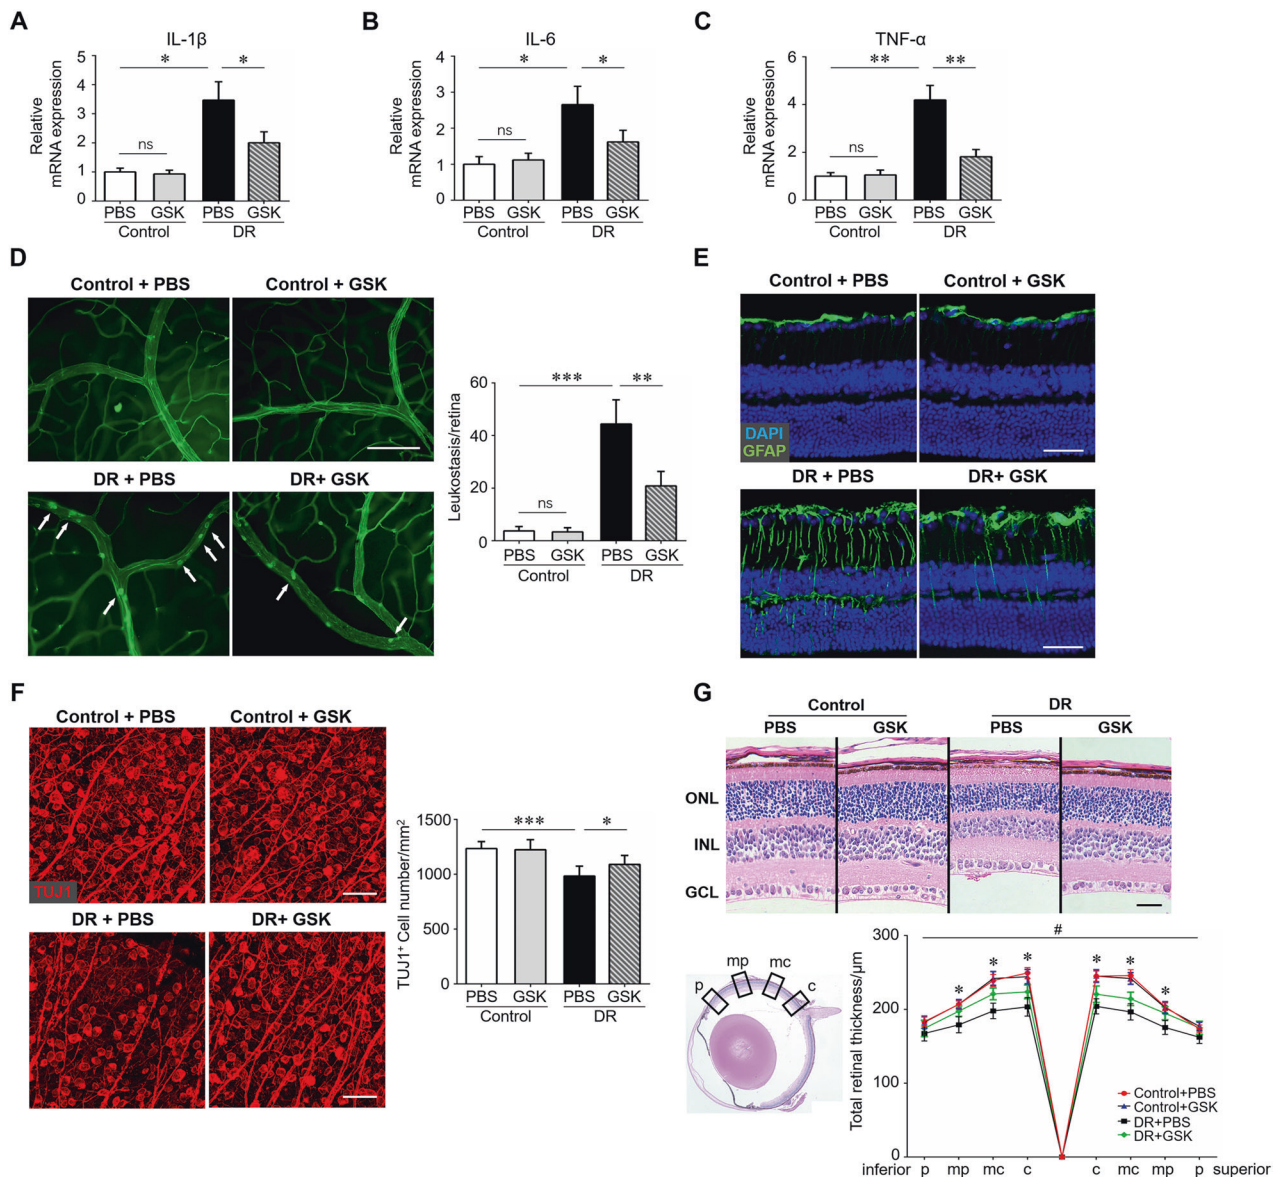 A
IL-1β
Relative
mRNA expression
5
4
3
2
1
0
*
*
ns
PBS GSK PBS GSK
Control DR
B
IL-6
Relative
mRNA expression
4
3
2
1
0
*
*
ns
PBS GSK PBS GSK
Control DR
C
TNF-α
Relative
mRNA expression
6
4
2
0
**
**
ns
PBS GSK PBS GSK
Control DR
D
Control + PBS
Control + GSK
DR + PBS
DR+ GSK
Leukostasis/retina
60
40
20
0
***
**
ns
PBS GSK PBS GSK
Control DR
E
Control + PBS
Control + GSK
DAPI
GFAP
DR + PBS
DR+ GSK
F
Control + PBS
Control + GSK
TUJ1
DR + PBS
DR+ GSK
TUJ1⁺ Cell number/mm²
1500
1000
500
0
***
*
PBS GSK PBS GSK
Control DR
G
Control DR
PBS GSK PBS GSK
ONL
INL
GCL
p
mp
mc
c
Total retinal thickness/µm
300
200
100
0
#
* * * * * *
Control+PBS
Control+GSK
DR+PBS
DR+GSK
inferior p mp mc c c mc mp p superior